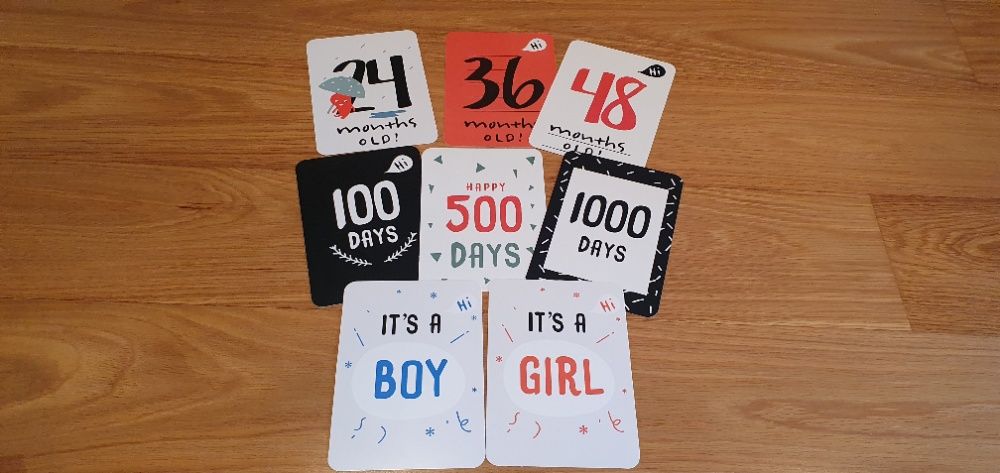 24
months
OLD!
Hi
36
months
OLD!
Hi
48
months
OLD!
Hi
100
DAYS
HAPPY
500
DAYS
1000
DAYS
Hi
IT'S A
BOY
Hi
IT'S A
GIRL